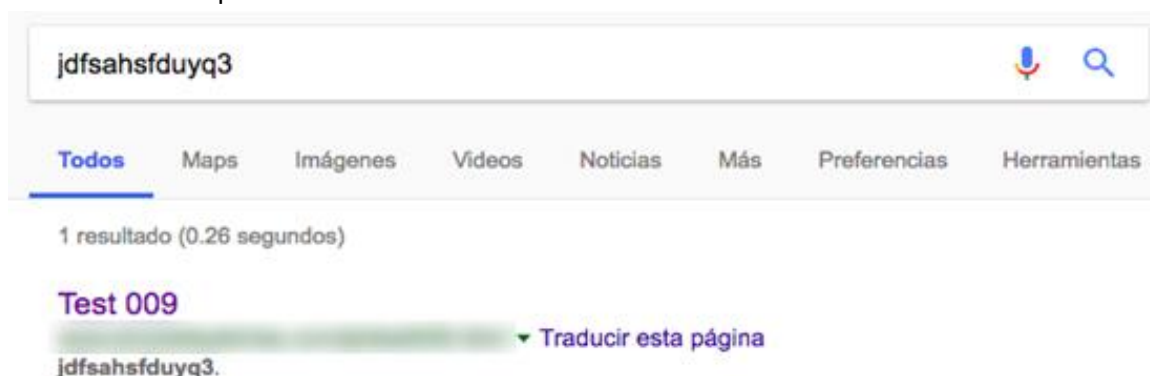 jdfsahsfduyq3
Todos Maps Imágenes Videos Noticias Más Preferencias Herramientas
1 resultado (0.26 segundos)
Test 009
Traducir esta página
jdfsahsfduyq3.